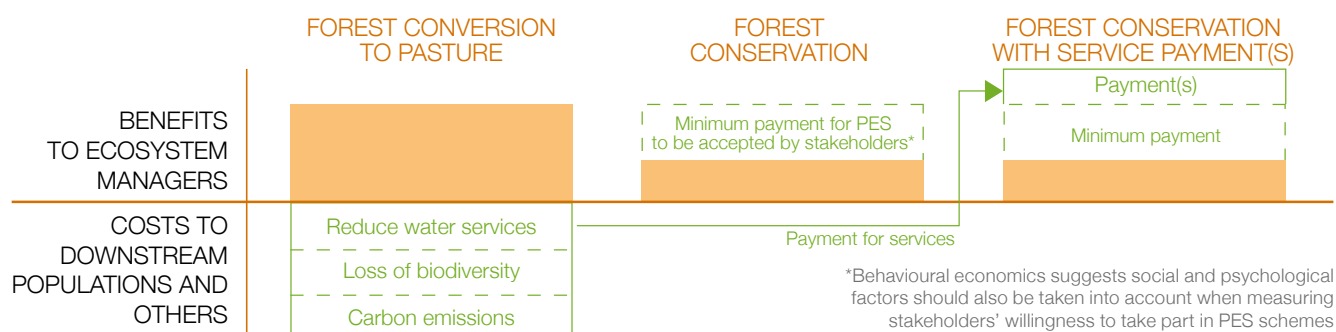 FOREST CONVERSION
TO PASTURE
FOREST
CONSERVATION
FOREST CONSERVATION
WITH SERVICE PAYMENT(S)
BENEFITS
TO ECOSYSTEM
MANAGERS
Minimum payment for PES
to be accepted by stakeholders*
Payment(s)
Minimum payment
COSTS TO
DOWNSTREAM
POPULATIONS AND
OTHERS
Reduce water services
Loss of biodiversity
Carbon emissions
Payment for services
*Behavioural economics suggests social and psychological
factors should also be taken into account when measuring
stakeholders' willingness to take part in PES schemes